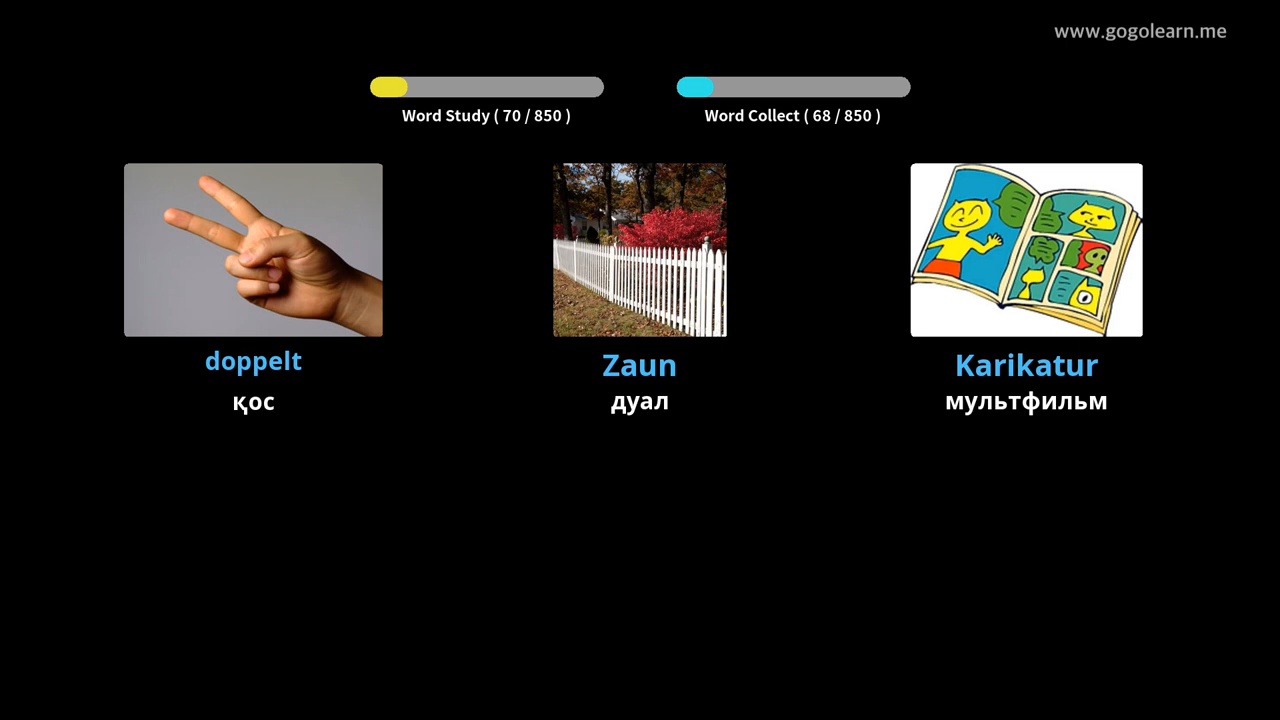 www.gogolearn.me
Word Study ( 70 / 850 )
Word Collect ( 68 / 850 )
doppelt
қос
Zaun
дуал
Karikatur
мультфильм